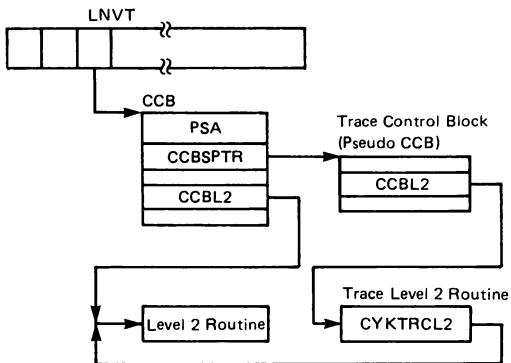 LNVT
CCB
PSA
CCBSPTR
CCBL2
Trace Control Block
(Pseudo CCB)
CCBL2
Level 2 Routine
Trace Level 2 Routine
CYKTRCL2